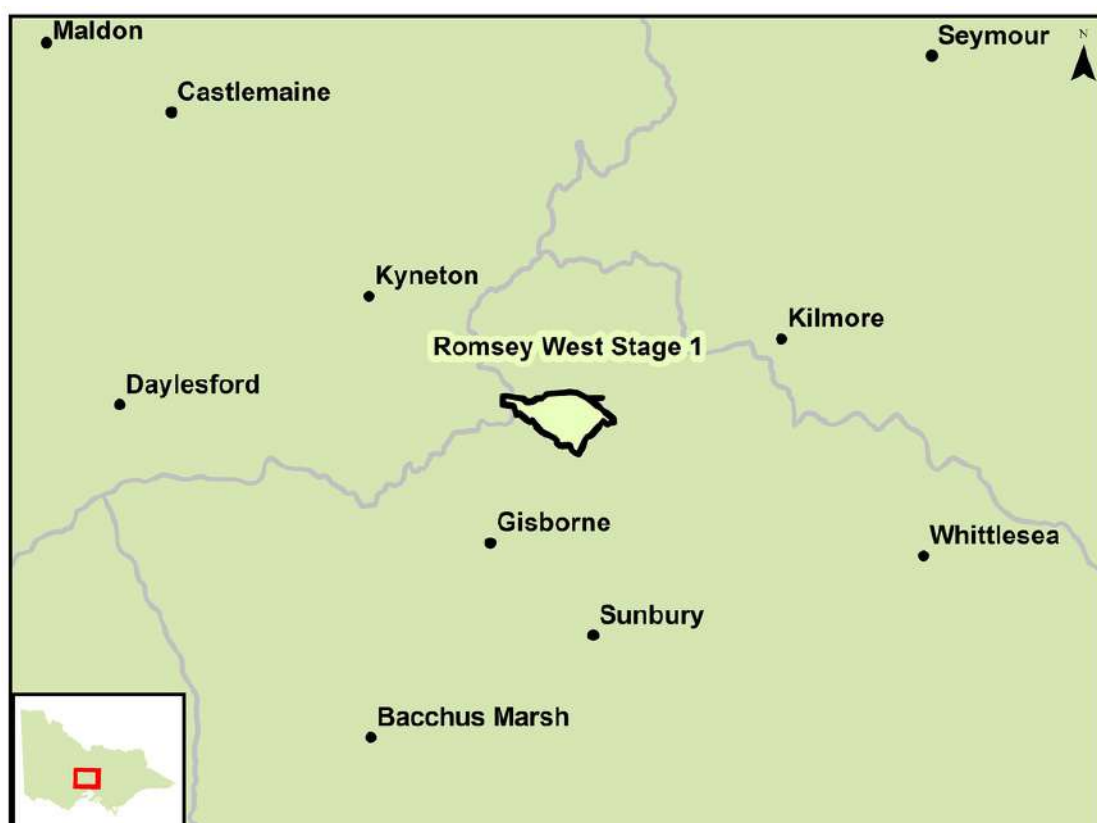 Maldon
Seymour
N
Castlemaine
Kyneton
Kilmore
Romsey West Stage 1
Daylesford
Gisborne
Whittlesea
Sunbury
Bacchus Marsh